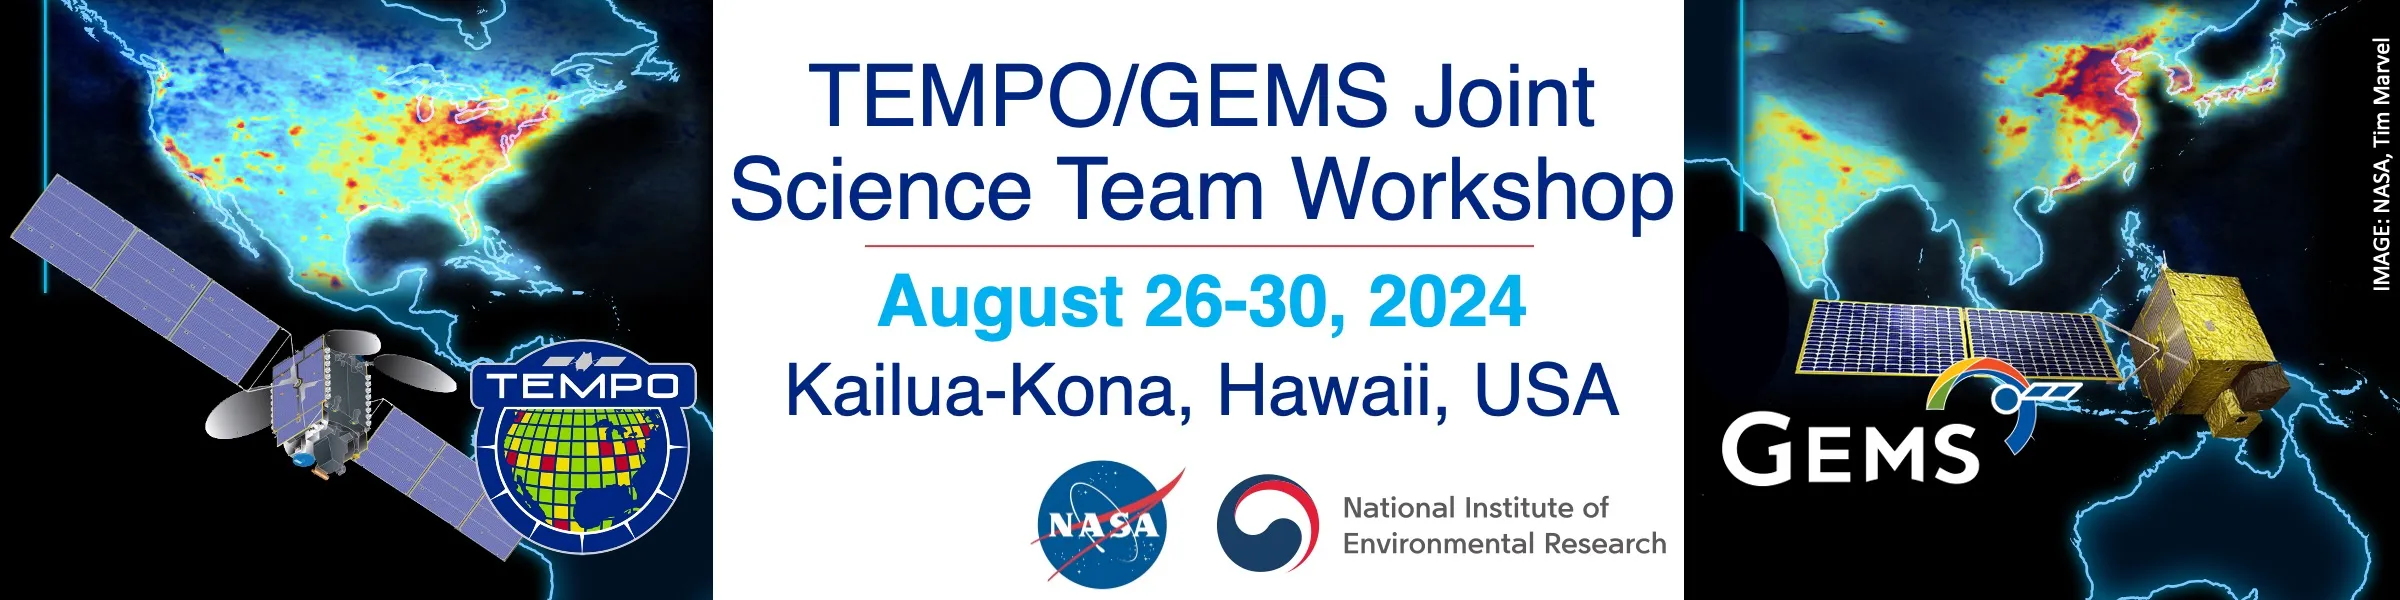 TEMPO/GEMS Joint
Science Team Workshop
August 26-30, 2024
Kailua-Kona, Hawaii, USA
NASA
National Institute of
Environmental Research
TEMPO
GEMS
IMAGE: NASA, Tim Marvel